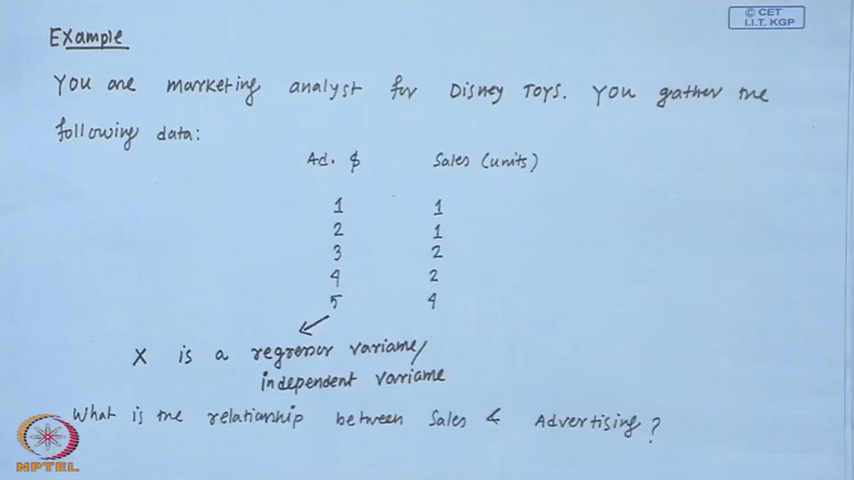 © CET
I.I.T. KGP
Example
You are marketing analyst for Disney Toys. You gather the
following data:
Ad. $ Sales (units)
1 1
2 1
3 2
4 2
5 4
X is a regressor variable/
independent variable
What is the relationship between Sales & Advertising?
NPTEL